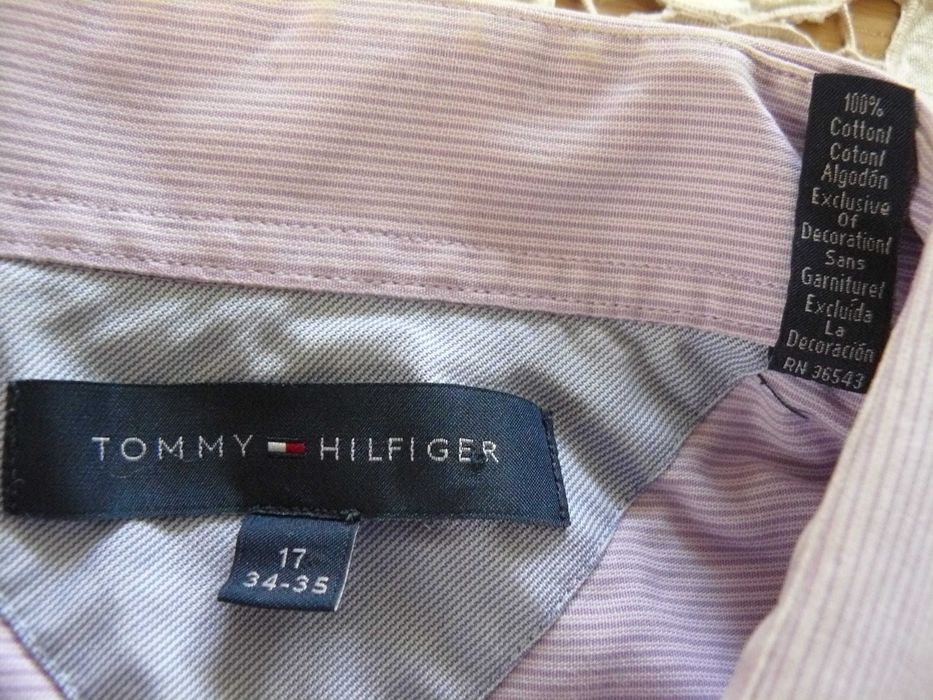 TOMMY HILFIGER
17
34-35
100%
Cotton/
Coton/
Algodón
Exclusive
Of
Decoration/
Sans
Garniture/
Excluída
La
Decoración
RN 36543